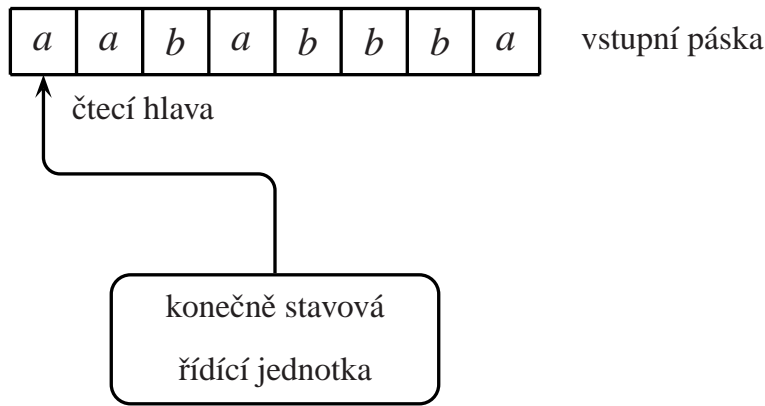 a a b a b b b a vstupní páska
čtecí hlava
konečně stavová
řídící jednotka